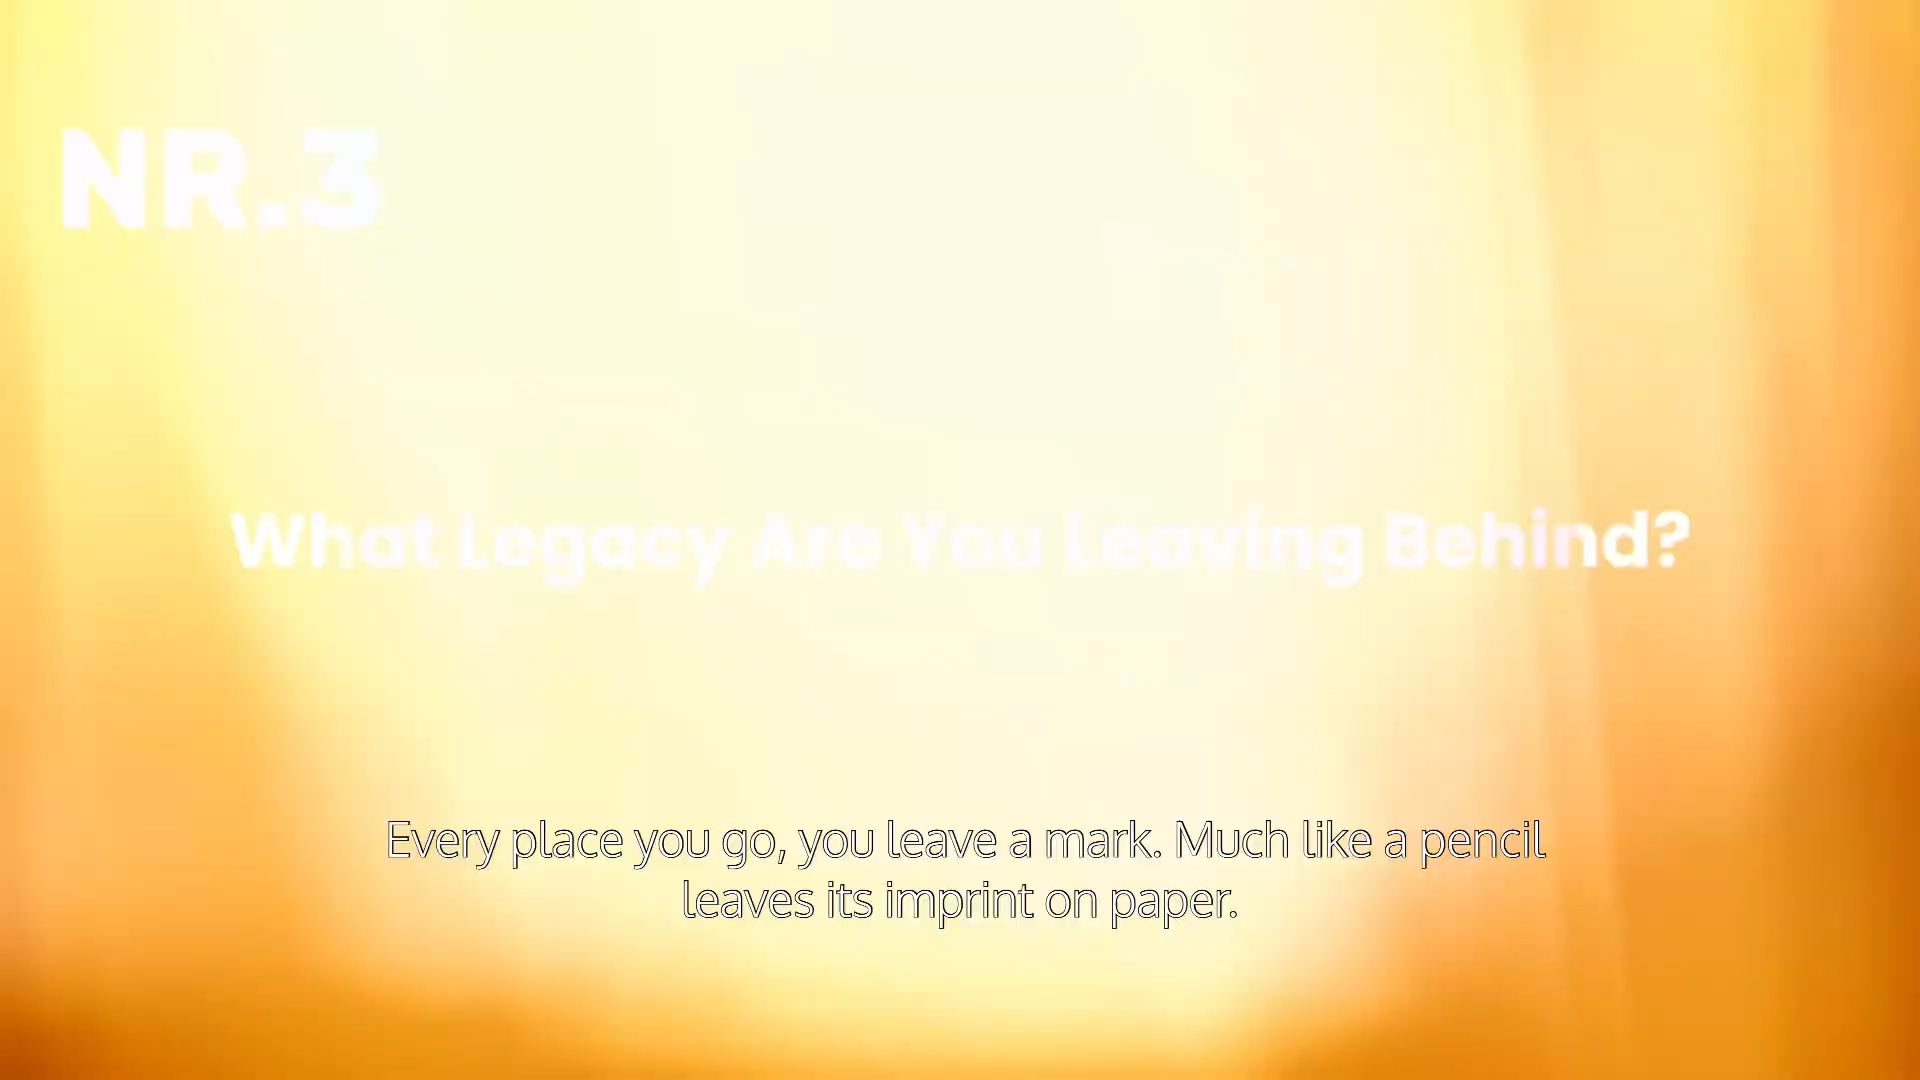 NR.3
What Legacy Are You Leaving Behind?
Every place you go, you leave a mark. Much like a pencil
leaves its imprint on paper.